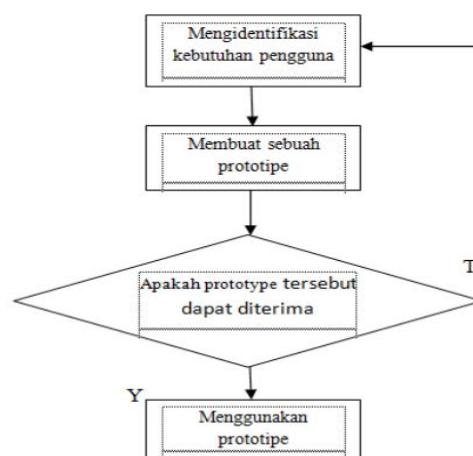 Mengidentifikasi
kebutuhan pengguna
Membuat sebuah
prototipe
Apakah prototype tersebut
dapat diterima
T
Y
Menggunakan
prototipe